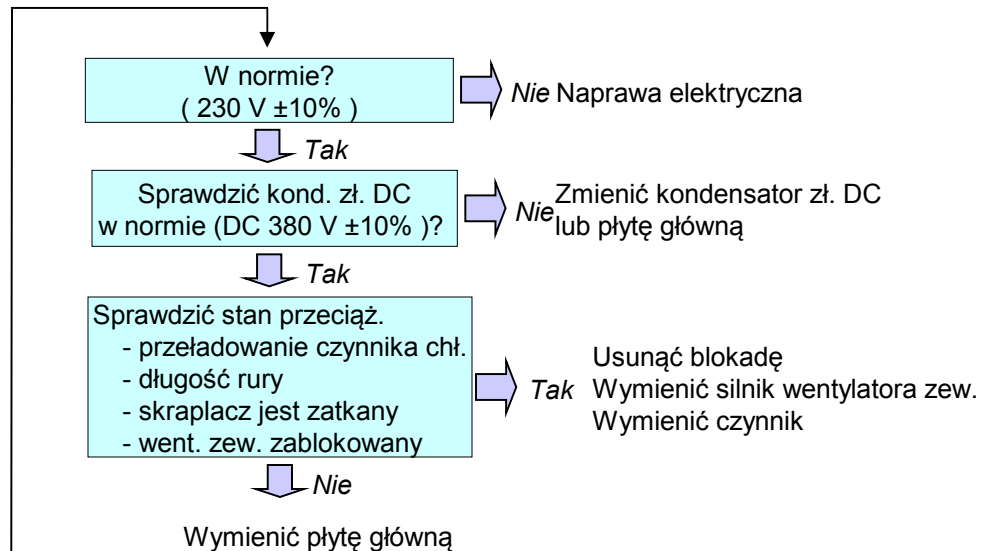 W normie?
( 230 V ±10% )
Nie Naprawa elektryczna
Tak
Sprawdzić kond. zł. DC
w normie (DC 380 V ±10% )?
Nie
Zmienić kondensator zł. DC
lub płytę główną
Tak
Sprawdzić stan przeciąż.
- przeładowanie czynnika chł.
- długość rury
- skraplacz jest zatkany
- went. zew. zablokowany
Tak
Usunąć blokadę
Wymienić silnik wentylatora zew.
Wymienić czynnik
Nie
Wymienić płytę główną